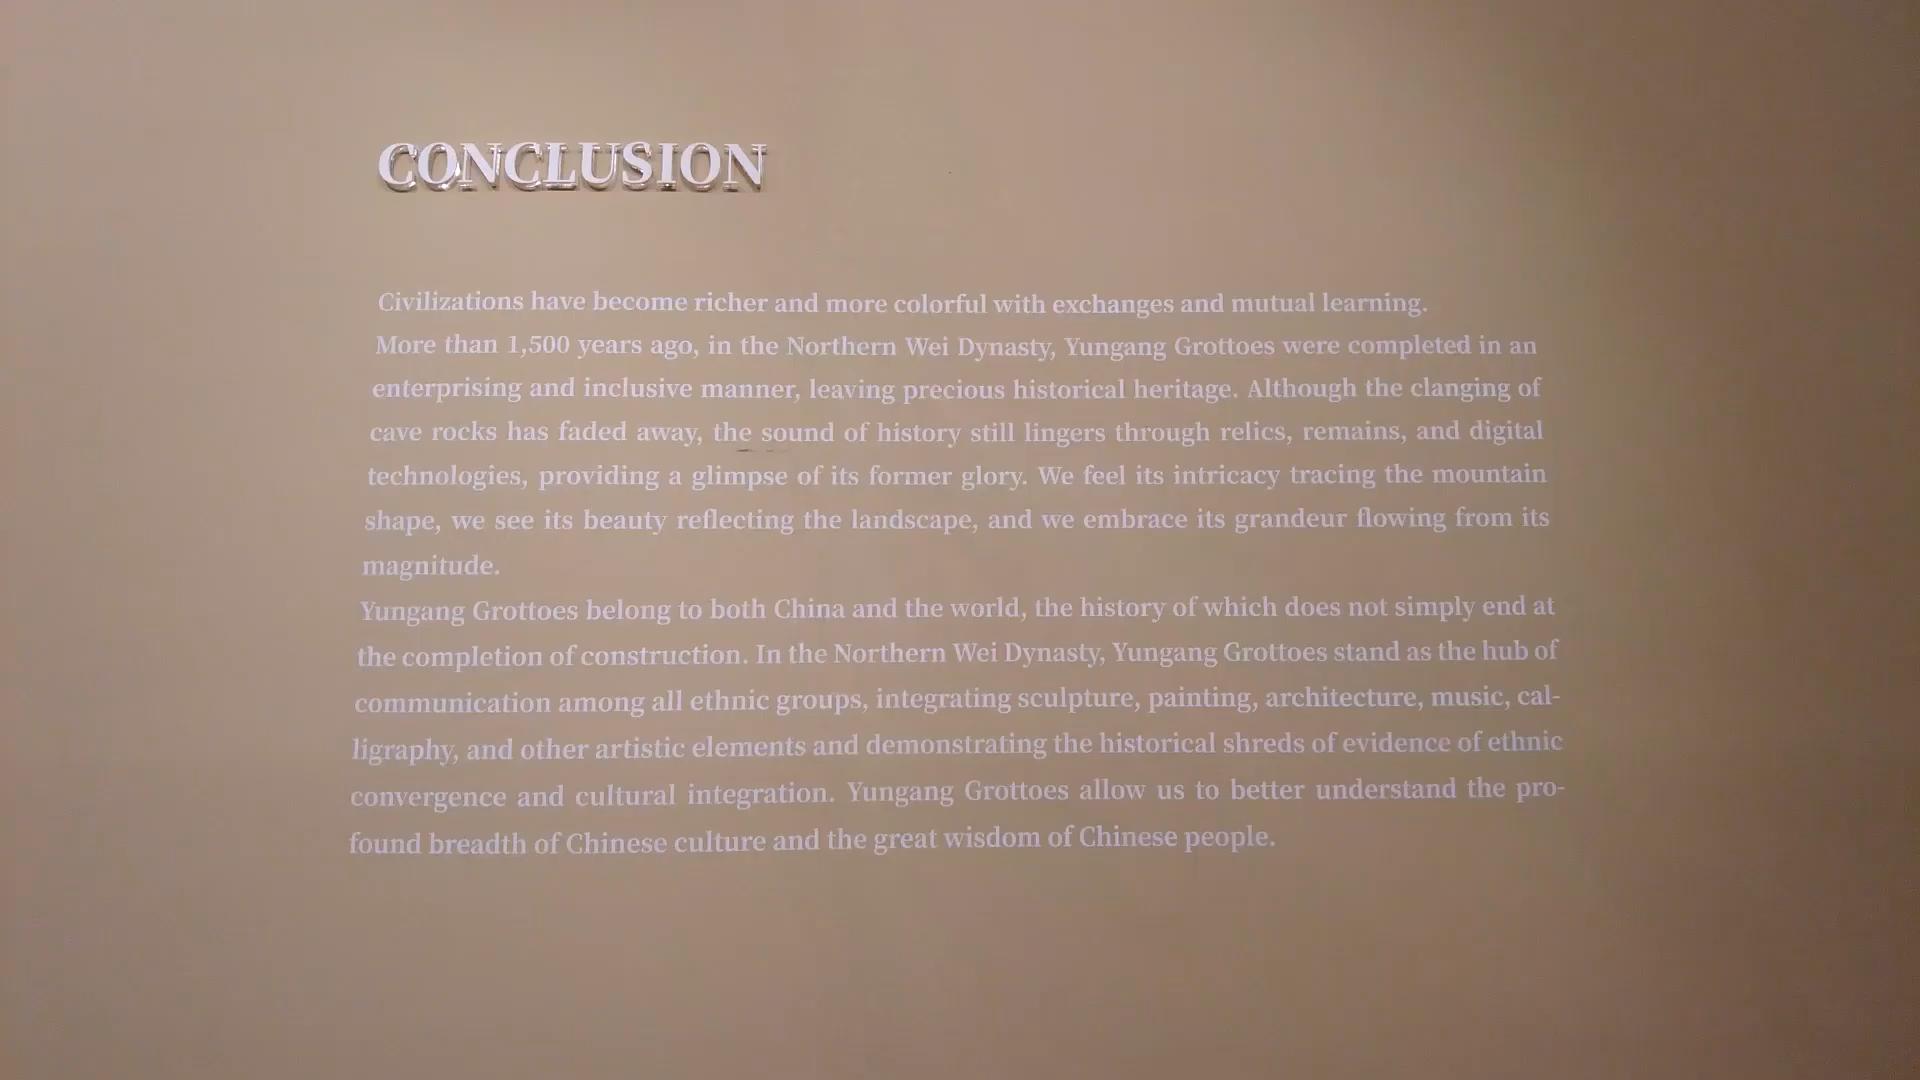 CONCLUSION
Civilizations have become richer and more colorful with exchanges and mutual learning.
More than 1,500 years ago, in the Northern Wei Dynasty, Yungang Grottoes were completed in an
enterprising and inclusive manner, leaving precious historical heritage. Although the clanging of
cave rocks has faded away, the sound of history still lingers through relics, remains, and digital
technologies, providing a glimpse of its former glory. We feel its intricacy tracing the mountain
shape, we see its beauty reflecting the landscape, and we embrace its grandeur flowing from its
magnitude.
Yungang Grottoes belong to both China and the world, the history of which does not simply end at
the completion of construction. In the Northern Wei Dynasty, Yungang Grottoes stand as the hub of
communication among all ethnic groups, integrating sculpture, painting, architecture, music, cal-
ligraphy, and other artistic elements and demonstrating the historical shreds of evidence of ethnic
convergence and cultural integration. Yungang Grottoes allow us to better understand the pro-
found breadth of Chinese culture and the great wisdom of Chinese people.